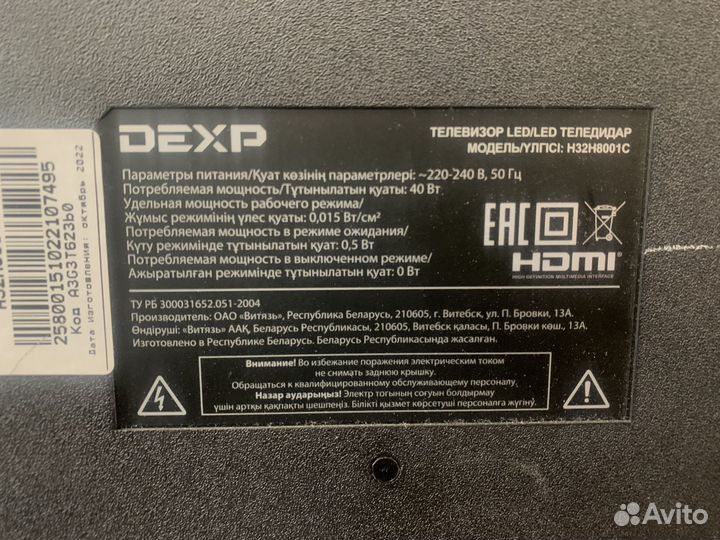 DEXP
ТЕЛЕВИЗОР LED/LED ТЕЛЕДИДАР
МОДЕЛЬ/ҮЛГІСІ: H32H8001C
Параметры питания/Қуат көзінің параметрлері: ~220-240 В, 50 Гц
Потребляемая мощность/Тұтынылатын қуаты: 40 Вт
Удельная мощность рабочего режима/
Жұмыс режимінің үлес қуаты: 0,015 Вт/см²
Потребляемая мощность в режиме ожидания/
Күту режимінде тұтынылатын қуат: 0,5 Вт
Потребляемая мощность в выключенном режиме/
Ажыратылған режимінде тұтынылатын қуат: 0 Вт
EAC
HDMI
HIGH-DEFINITION MULTIMEDIA INTERFACE
ТУ РБ 300031652.051-2004
Производитель: ОАО «Витязь», Республика Беларусь, 210605, г. Витебск, ул. П. Бровки, 13А.
Өндіруші: «Витязь» ААҚ, Беларусь Республикасы, 210605, Витебск қаласы, П. Бровки көш., 13А.
Изготовлено в Республике Беларусь. Беларусь Республикасында жасалған.
Внимание! Во избежание поражения электрическим током
не снимать заднюю крышку.
Обращаться к квалифицированному обслуживающему персоналу.
Назар аударыңыз! Электр тогының соғуын болдырмау
үшін артқы қақпақты шешпеңіз. Білікті қызмет көрсетуші персоналға жүгіну.
25800151022107495
Код A3G3T623b0
Дата изготовления: октябрь 2022
Avito